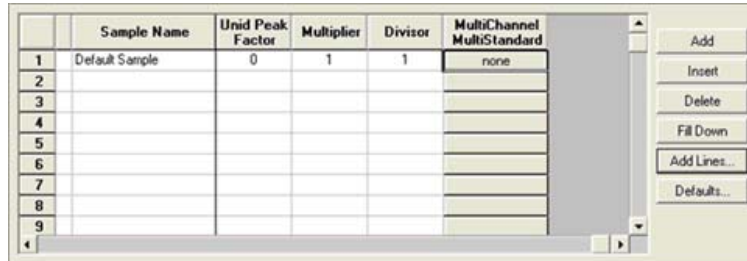 Sample Name Unid Peak Factor Multiplier Divisor MultiChannel MultiStandard
1 Default Sample 0 1 1 none
2
3
4
5
6
7
8
9
Add
Insert
Delete
Fill Down
Add Lines...
Defaults...